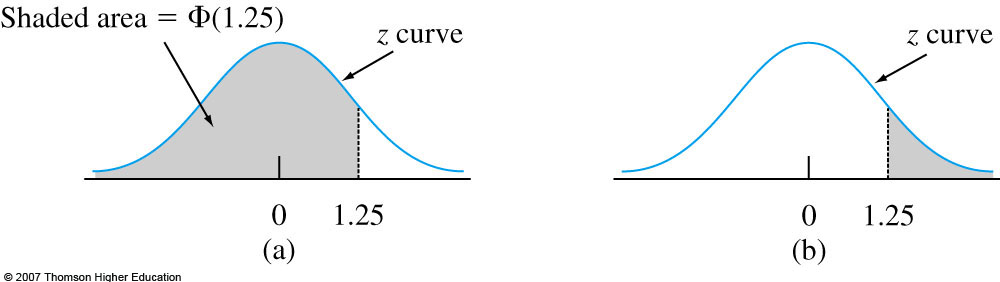 Shaded area = Φ(1.25)
z curve
0 1.25
(a)
z curve
0 1.25
(b)
© 2007 Thomson Higher Education